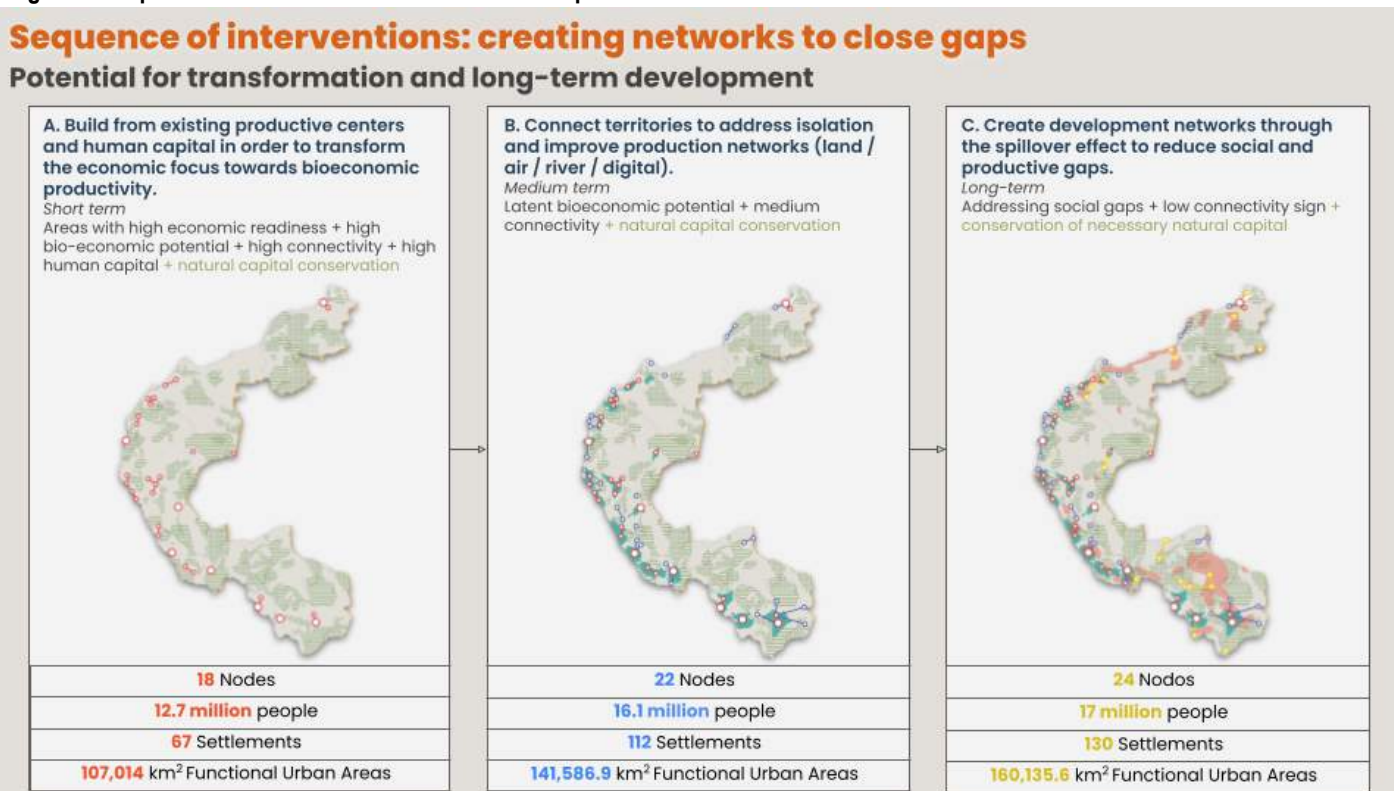 Sequence of interventions: creating networks to close gaps
Potential for transformation and long-term development
A. Build from existing productive centers
and human capital in order to transform
the economic focus towards bioeconomic
productivity.
Short term
Areas with high economic readiness + high
bio-economic potential + high connectivity + high
human capital + natural capital conservation
18 Nodes
12.7 million people
67 Settlements
107,014 km² Functional Urban Areas
B. Connect territories to address isolation
and improve production networks (land /
air / river / digital).
Medium term
Latent bioeconomic potential + medium
connectivity + natural capital conservation
22 Nodes
16.1 million people
112 Settlements
141,586.9 km² Functional Urban Areas
C. Create development networks through
the spillover effect to reduce social and
productive gaps.
Long-term
Addressing social gaps + low connectivity sign +
conservation of necessary natural capital
24 Nodos
17 million people
130 Settlements
160,135.6 km² Functional Urban Areas